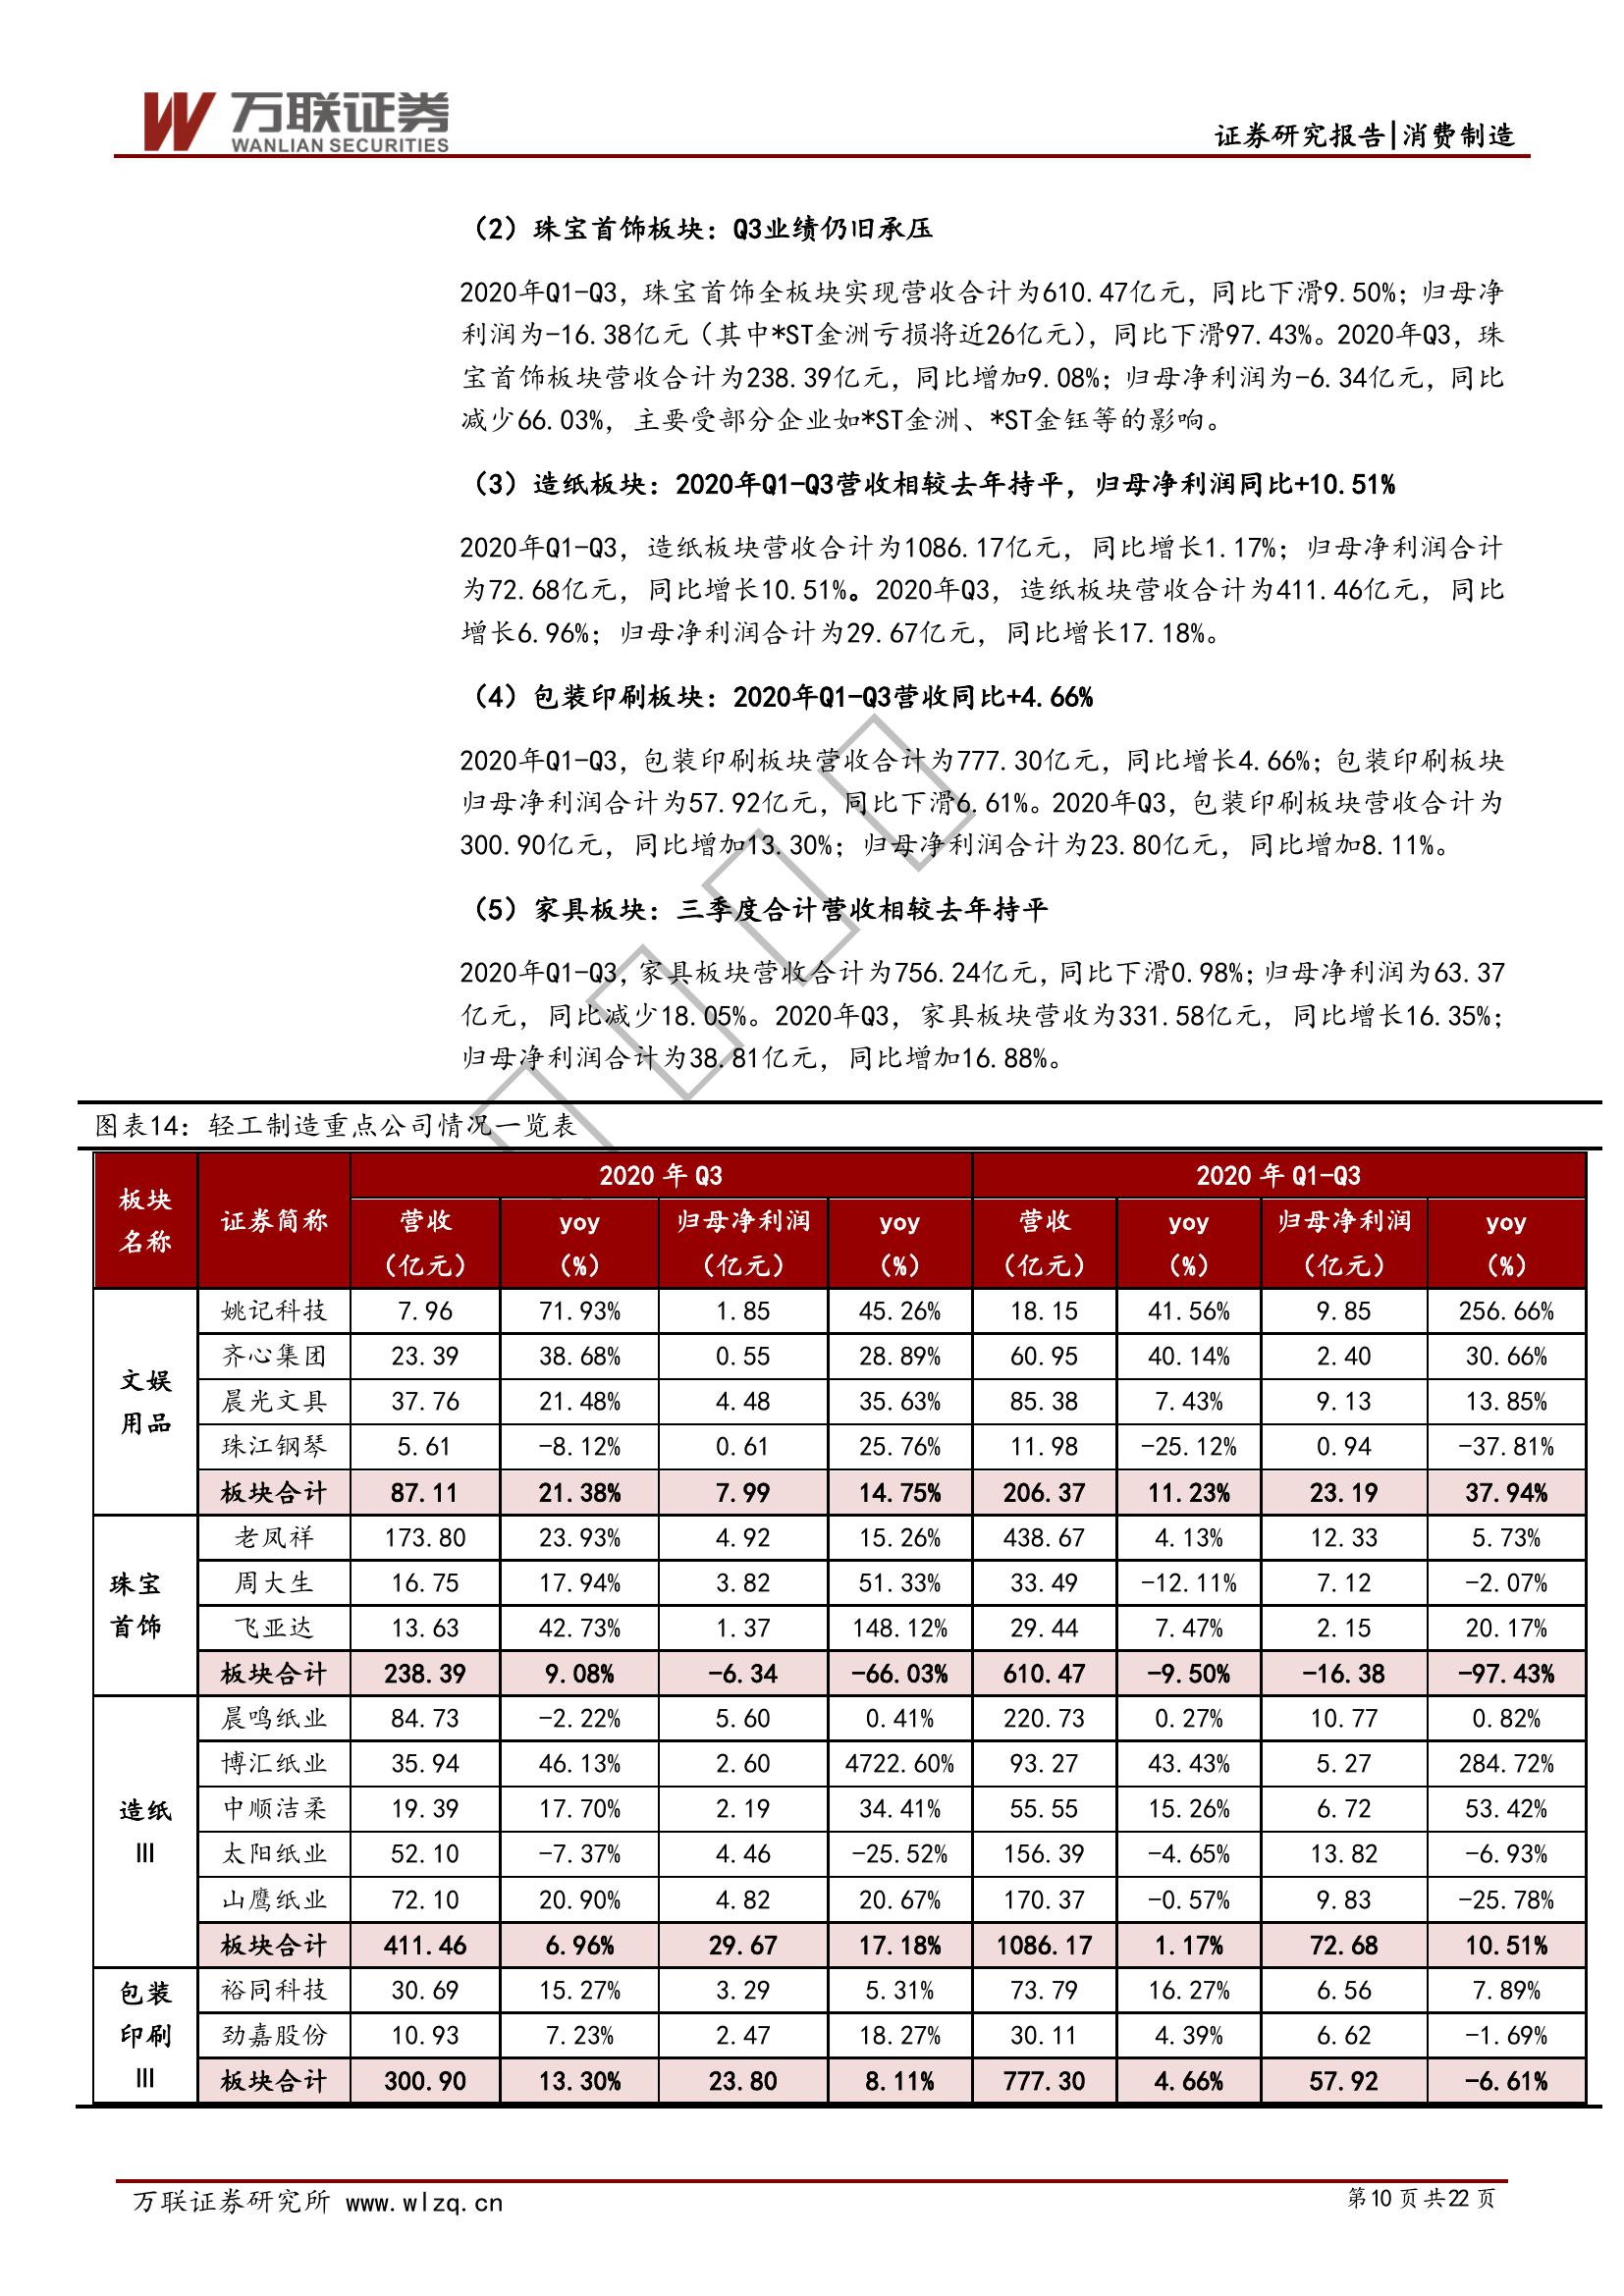 万联证券
WANLIAN SECURITIES
证券研究报告|消费制造
（2）珠宝首饰板块：Q3业绩仍旧承压
2020年Q1-Q3，珠宝首饰全板块实现营收合计为610.47亿元，同比下滑9.50%；归母净
利润为-16.38亿元（其中*ST金洲亏损将近26亿元），同比下滑97.43%。2020年Q3，珠
宝首饰板块营收合计为238.39亿元，同比增加9.08%；归母净利润为-6.34亿元，同比
减少66.03%，主要受部分企业如*ST金洲、*ST金钰等的影响。
（3）造纸板块：2020年Q1-Q3营收相较去年持平，归母净利润同比+10.51%
2020年Q1-Q3，造纸板块营收合计为1086.17亿元，同比增长1.17%；归母净利润合计
为72.68亿元，同比增长10.51%。2020年Q3，造纸板块营收合计为411.46亿元，同比
增长6.96%；归母净利润合计为29.67亿元，同比增长17.18%。
（4）包装印刷板块：2020年Q1-Q3营收同比+4.66%
2020年Q1-Q3，包装印刷板块营收合计为777.30亿元，同比增长4.66%；包装印刷板块
归母净利润合计为57.92亿元，同比下滑6.61%。2020年Q3，包装印刷板块营收合计为
300.90亿元，同比增加13.30%；归母净利润合计为23.80亿元，同比增加8.11%。
（5）家具板块：三季度合计营收相较去年持平
2020年Q1-Q3，家具板块营收合计为756.24亿元，同比下滑0.98%；归母净利润为63.37
亿元，同比减少18.05%。2020年Q3，家具板块营收为331.58亿元，同比增长16.35%；
归母净利润合计为38.81亿元，同比增加16.88%。
图表14：轻工制造重点公司情况一览表
板块名称 证券简称 2020 年 Q3 2020 年 Q1-Q3
营收（亿元） yoy（%） 归母净利润（亿元） yoy（%） 营收（亿元） yoy（%） 归母净利润（亿元） yoy（%）
文娱用品 姚记科技 7.96 71.93% 1.85 45.26% 18.15 41.56% 9.85 256.66%
齐心集团 23.39 38.68% 0.55 28.89% 60.95 40.14% 2.40 30.66%
晨光文具 37.76 21.48% 4.48 35.63% 85.38 7.43% 9.13 13.85%
珠江钢琴 5.61 -8.12% 0.61 25.76% 11.98 -25.12% 0.94 -37.81%
板块合计 87.11 21.38% 7.99 14.75% 206.37 11.23% 23.19 37.94%
珠宝首饰 老凤祥 173.80 23.93% 4.92 15.26% 438.67 4.13% 12.33 5.73%
周大生 16.75 17.94% 3.82 51.33% 33.49 -12.11% 7.12 -2.07%
飞亚达 13.63 42.73% 1.37 148.12% 29.44 7.47% 2.15 20.17%
板块合计 238.39 9.08% -6.34 -66.03% 610.47 -9.50% -16.38 -97.43%
造纸III 晨鸣纸业 84.73 -2.22% 5.60 0.41% 220.73 0.27% 10.77 0.82%
博汇纸业 35.94 46.13% 2.60 4722.60% 93.27 43.43% 5.27 284.72%
中顺洁柔 19.39 17.70% 2.19 34.41% 55.55 15.26% 6.72 53.42%
太阳纸业 52.10 -7.37% 4.46 -25.52% 156.39 -4.65% 13.82 -6.93%
山鹰纸业 72.10 20.90% 4.82 20.67% 170.37 -0.57% 9.83 -25.78%
板块合计 411.46 6.96% 29.67 17.18% 1086.17 1.17% 72.68 10.51%
包装印刷III 裕同科技 30.69 15.27% 3.29 5.31% 73.79 16.27% 6.56 7.89%
劲嘉股份 10.93 7.23% 2.47 18.27% 30.11 4.39% 6.62 -1.69%
板块合计 300.90 13.30% 23.80 8.11% 777.30 4.66% 57.92 -6.61%
万联证券研究所 www.wlzq.cn
第10页共22页